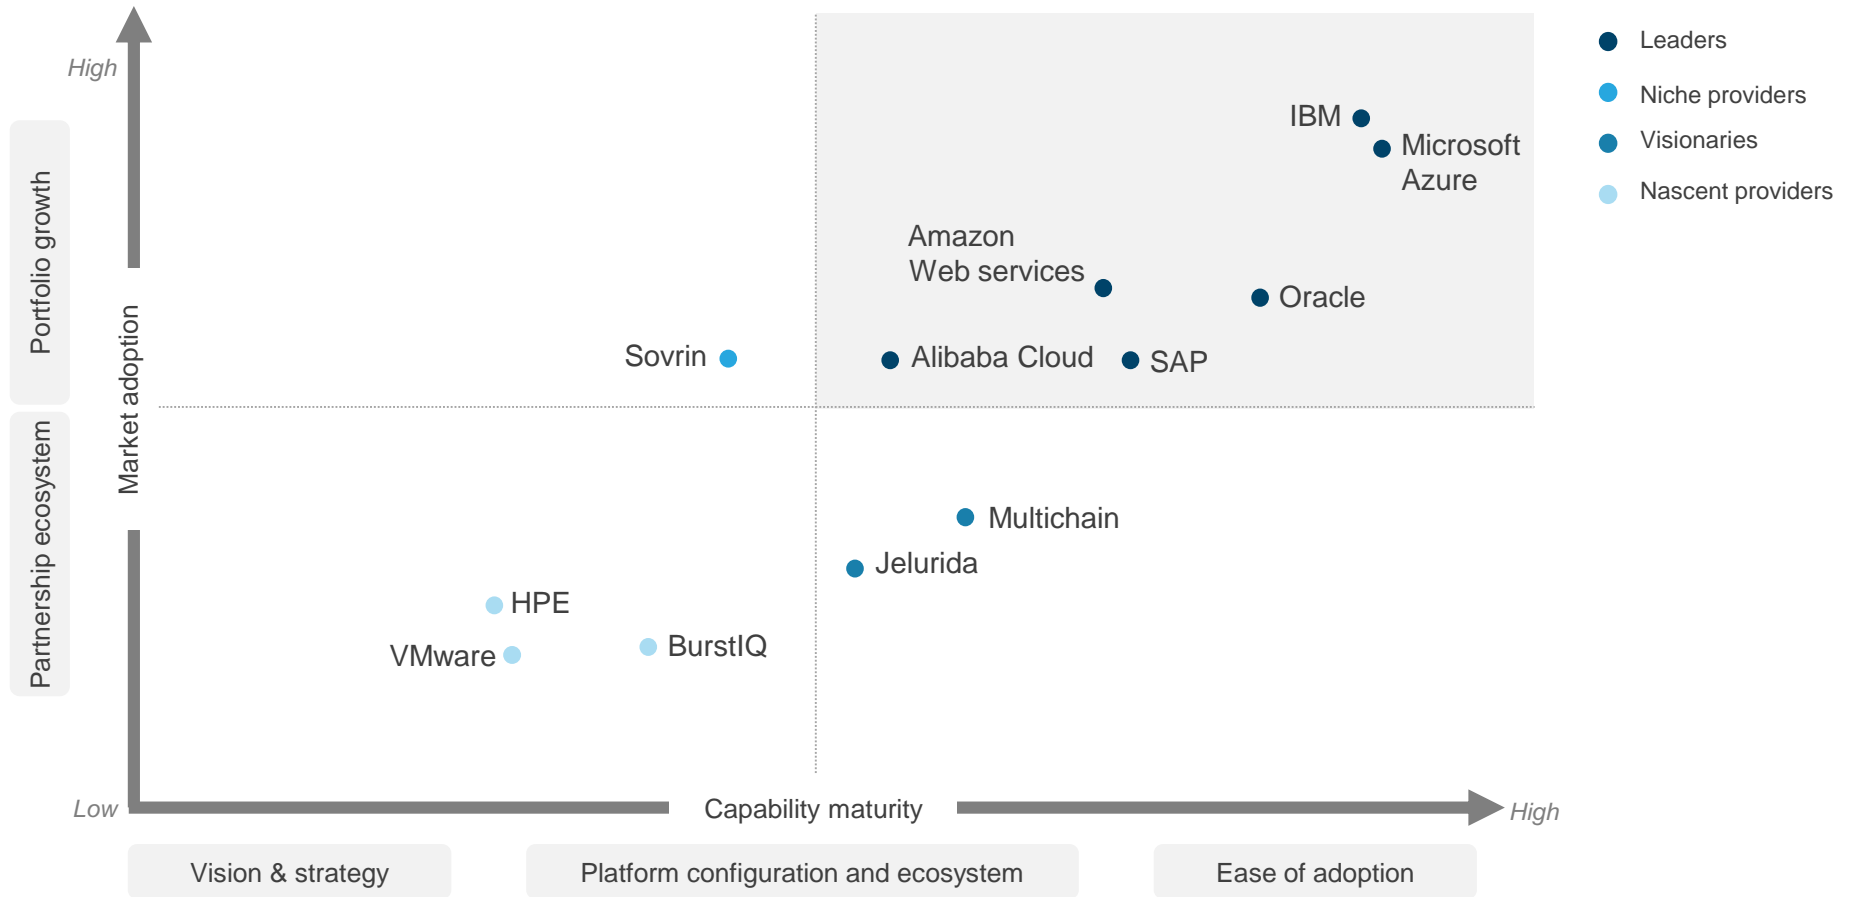 High
Portfolio growth
Partnership ecosystem
Market adoption
IBM
Microsoft
Azure
Amazon
Web services
Oracle
Sovrin
Alibaba Cloud
SAP
Multichain
Jelurida
HPE
VMware
BurstIQ
Low
Capability maturity
High
Vision & strategy
Platform configuration and ecosystem
Ease of adoption
Leaders
Niche providers
Visionaries
Nascent providers